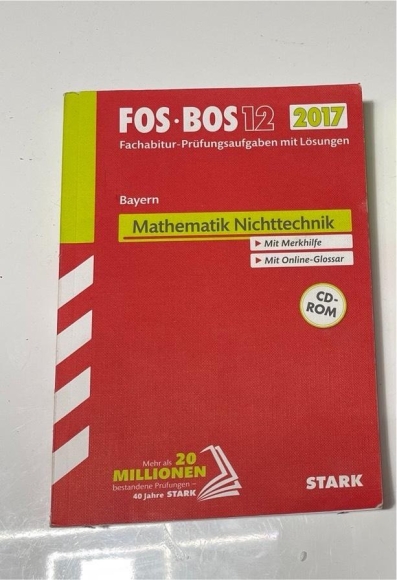 FOS·BOS 12 2017
Fachabitur-Prüfungsaufgaben mit Lösungen
Bayern
Mathematik Nichttechnik
Mit Merkhilfe
Mit Online-Glossar
CD-
ROM
Mehr als 20
MILLIONEN
bestandene Prüfungen –
40 Jahre STARK
STARK